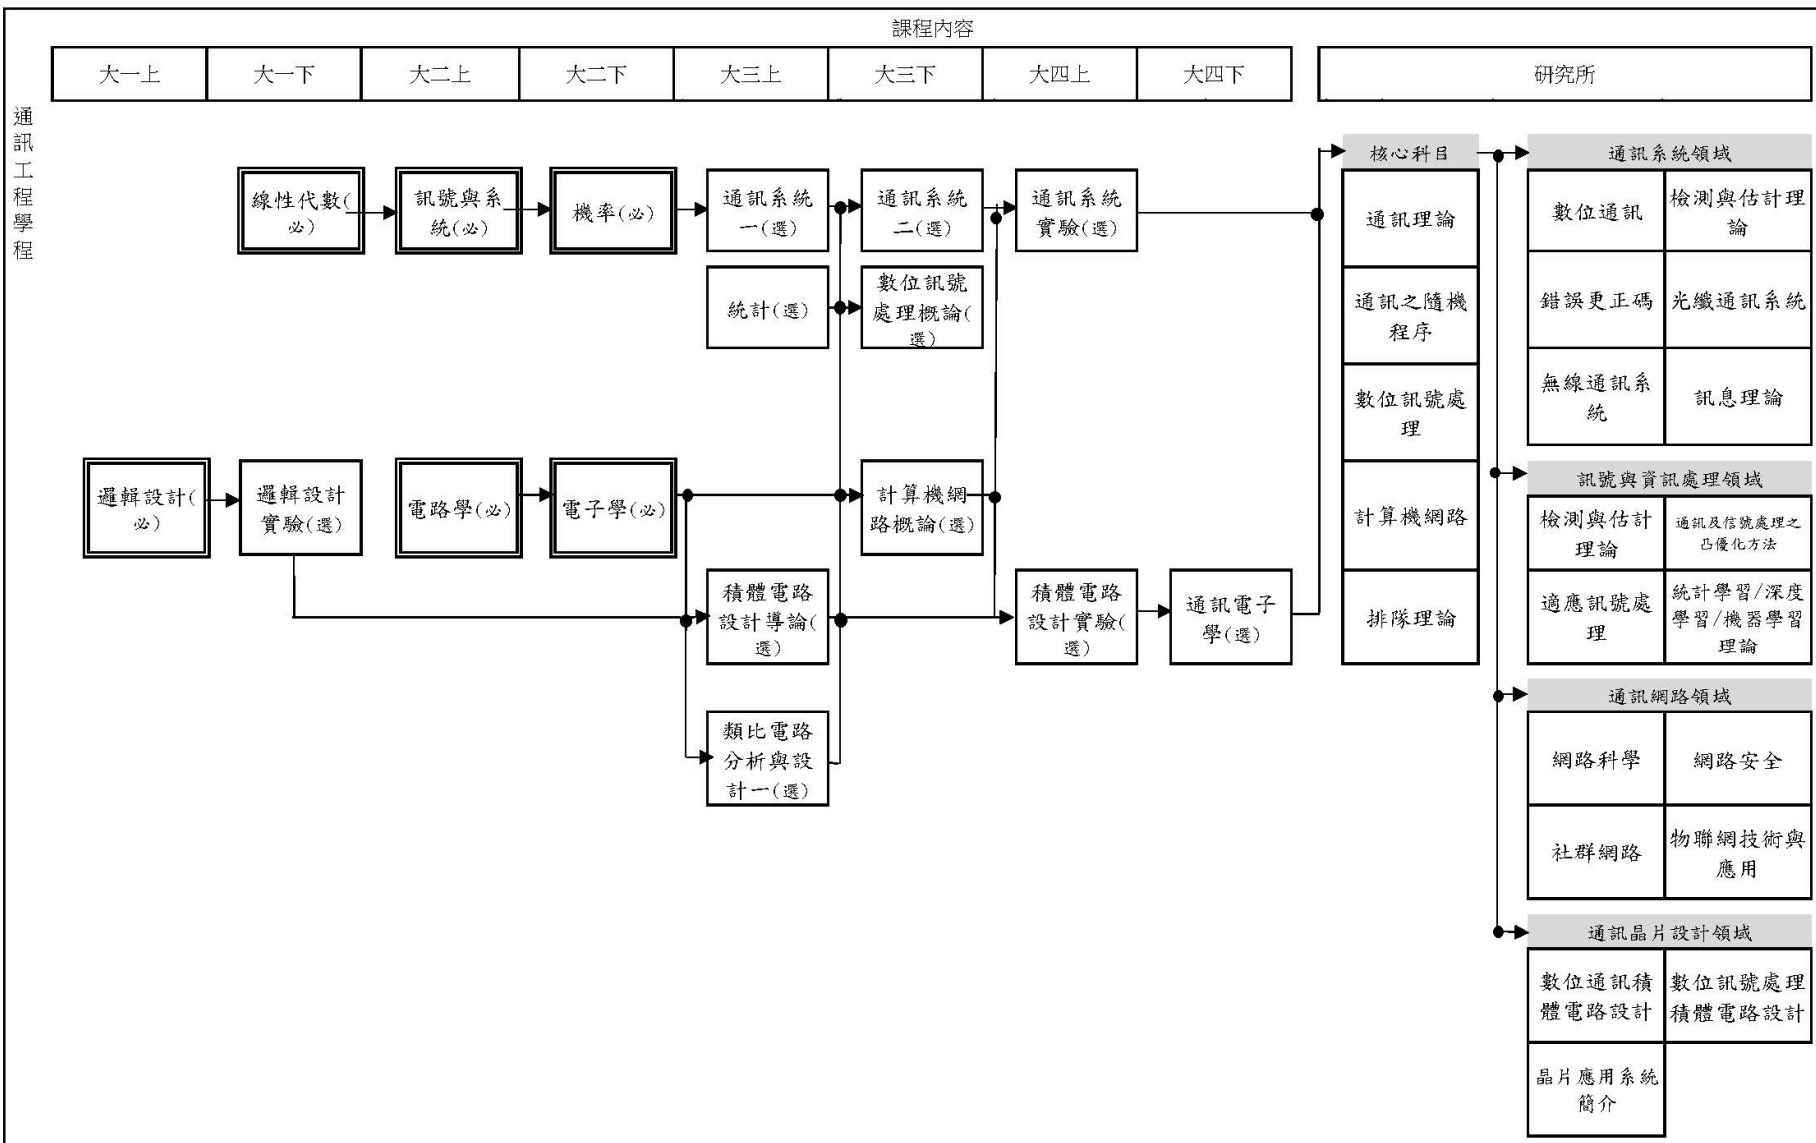 課程內容
大一上
大一下
大二上
大二下
大三上
大三下
大四上
大四下
研究所
通
訊
工
程
學
程
線性代數(
必)
訊號與系
統(必)
機率(必)
通訊系統
一(選)
通訊系統
二(選)
通訊系統
實驗(選)
統計(選)
數位訊號
處理概論(
選)
邏輯設計(
必)
邏輯設計
實驗(選)
電路學(必)
電子學(必)
計算機網
路概論(選)
積體電路
設計導論(
選)
積體電路
設計實驗(
選)
通訊電子
學(選)
類比電路
分析與設
計一(選)
核心科目
通訊理論
通訊之隨機
程序
數位訊號處
理
計算機網路
排隊理論
通訊系統領域
數位通訊
檢測與估計理
論
錯誤更正碼
光纖通訊系統
無線通訊系
統
訊息理論
訊號與資訊處理領域
檢測與估計
理論
通訊及信號處理之
凸優化方法
適應訊號處
理
統計學習/深度
學習/機器學習
理論
通訊網路領域
網路科學
網路安全
社群網路
物聯網技術與
應用
通訊晶片設計領域
數位通訊積
體電路設計
數位訊號處理
積體電路設計
晶片應用系統
簡介